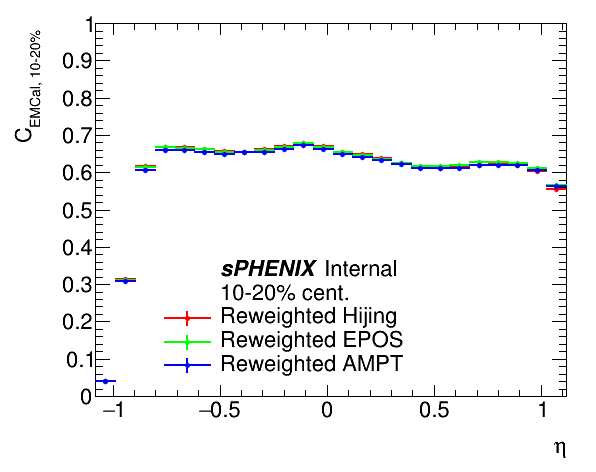 C_EMCal, 10-20%
1
0.9
0.8
0.7
0.6
0.5
0.4
0.3
0.2
0.1
0
sPHENIX Internal
10-20% cent.
Reweighted Hijing
Reweighted EPOS
Reweighted AMPT
−1 −0.5 0 0.5 1
η